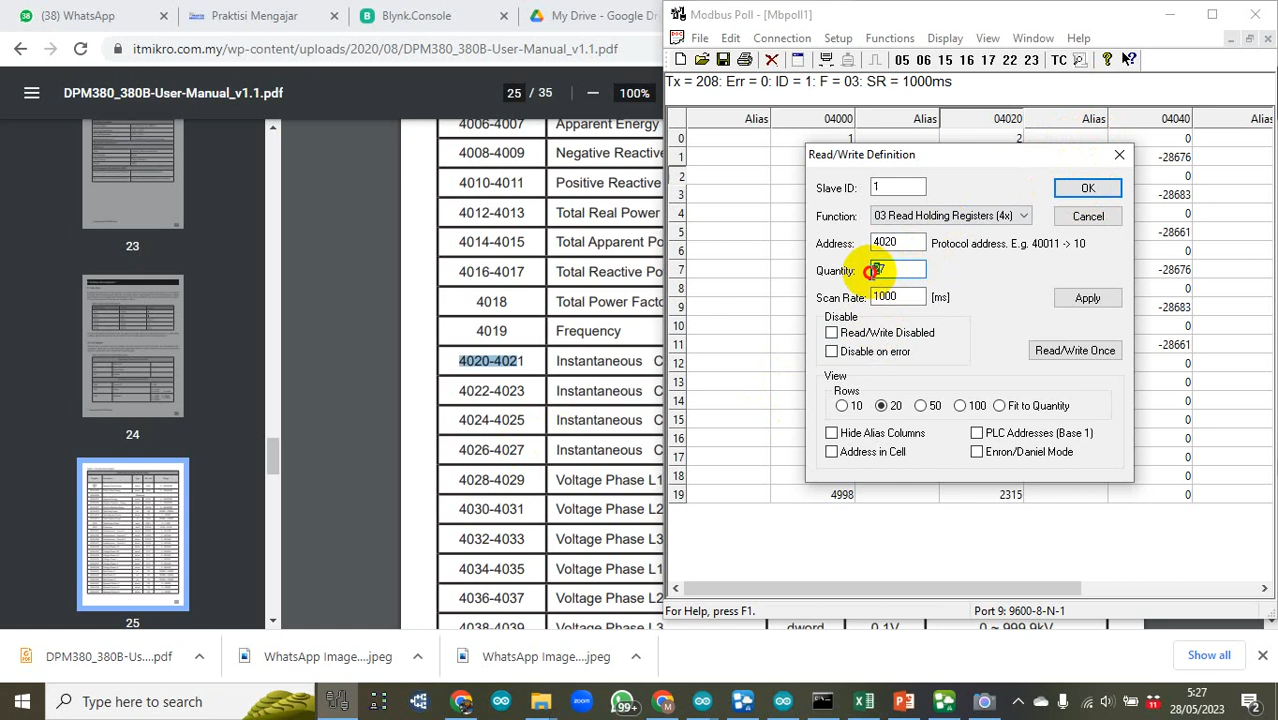 (38) WhatsApp
Praktisi Mengajar
Blynk.Console
My Drive - Google D
itmikro.com.my/wp-content/uploads/2020/08/DPM380_380B-User-Manual_v1.1.pdf
DPM380_380B-User-Manual_v1.1.pdf
25 / 35
100%
23
24
25
4006-4007 Apparent Energy
4008-4009 Negative Reactive
4010-4011 Positive Reactive
4012-4013 Total Real Power
4014-4015 Total Apparent Po
4016-4017 Total Reactive Po
4018 Total Power Facto
4019 Frequency
4020-4021 Instantaneous C
4022-4023 Instantaneous C
4024-4025 Instantaneous C
4026-4027 Instantaneous C
4028-4029 Voltage Phase L1
4030-4031 Voltage Phase L2
4032-4033 Voltage Phase L3
4034-4035 Voltage Phase L1
4036-4037 Voltage Phase L2
4038-4039 Voltage Phase L3
dword 0.1V 0 ~ 999.9kV
Modbus Poll - [Mbpoll1]
File Edit Connection Setup Functions Display View Window Help
05 06 15 16 17 22 23 TC
Tx = 208: Err = 0: ID = 1: F = 03: SR = 1000ms
Alias 04000 Alias 04020 Alias 04040 Alias
0 1 2 0
1 -28676
2 0
3 -28683
4 0
5 -28661
6 0
7 -28676
8 0
9 -28683
10 0
11 -28661
12 0
13 0
14 0
15 0
16 0
17 0
18 0
19 4998 2315 0
Read/Write Definition
Slave ID: 1
OK
Function: 03 Read Holding Registers (4x)
Cancel
Address: 4020 Protocol address. E.g. 40011 -> 10
Quantity:
Scan Rate: 1000 [ms]
Apply
Disable
Read/Write Disabled
Disable on error
Read/Write Once
View
Rows
10 20 50 100 Fit to Quantity
Hide Alias Columns PLC Addresses (Base 1)
Address in Cell Enron/Daniel Mode
For Help, press F1. Port 9: 9600-8-N-1
DPM380_380B-Us....pdf
WhatsApp Image....jpeg
WhatsApp Image....jpeg
Show all
Type here to search
99+
11
5:27
28/05/2023
2